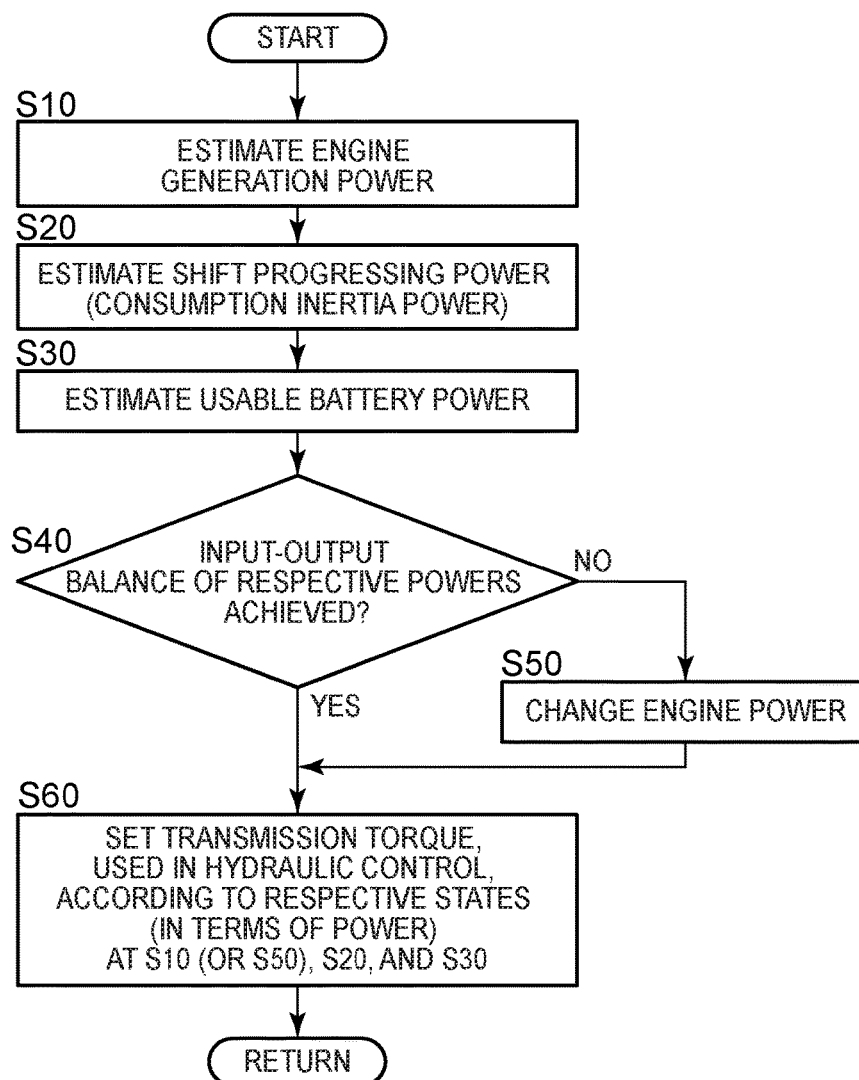 START
S10
ESTIMATE ENGINE
GENERATION POWER
S20
ESTIMATE SHIFT PROGRESSING POWER
(CONSUMPTION INERTIA POWER)
S30
ESTIMATE USABLE BATTERY POWER
S40
INPUT-OUTPUT
BALANCE OF RESPECTIVE POWERS
ACHIEVED?
NO
YES
S50
CHANGE ENGINE POWER
S60
SET TRANSMISSION TORQUE,
USED IN HYDRAULIC CONTROL,
ACCORDING TO RESPECTIVE STATES
(IN TERMS OF POWER)
AT S10 (OR S50), S20, AND S30
RETURN